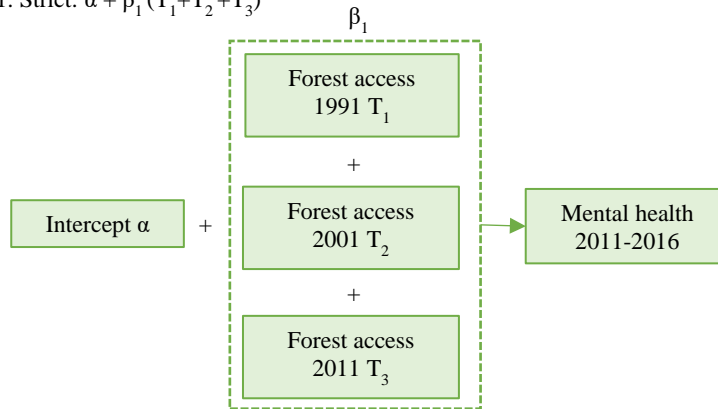 1. Strict: α + β₁ (T₁+T₂+T₃)
β₁
Forest access
1991 T₁
+
Intercept α
+
Forest access
2001 T₂
Mental health
2011-2016
+
Forest access
2011 T₃